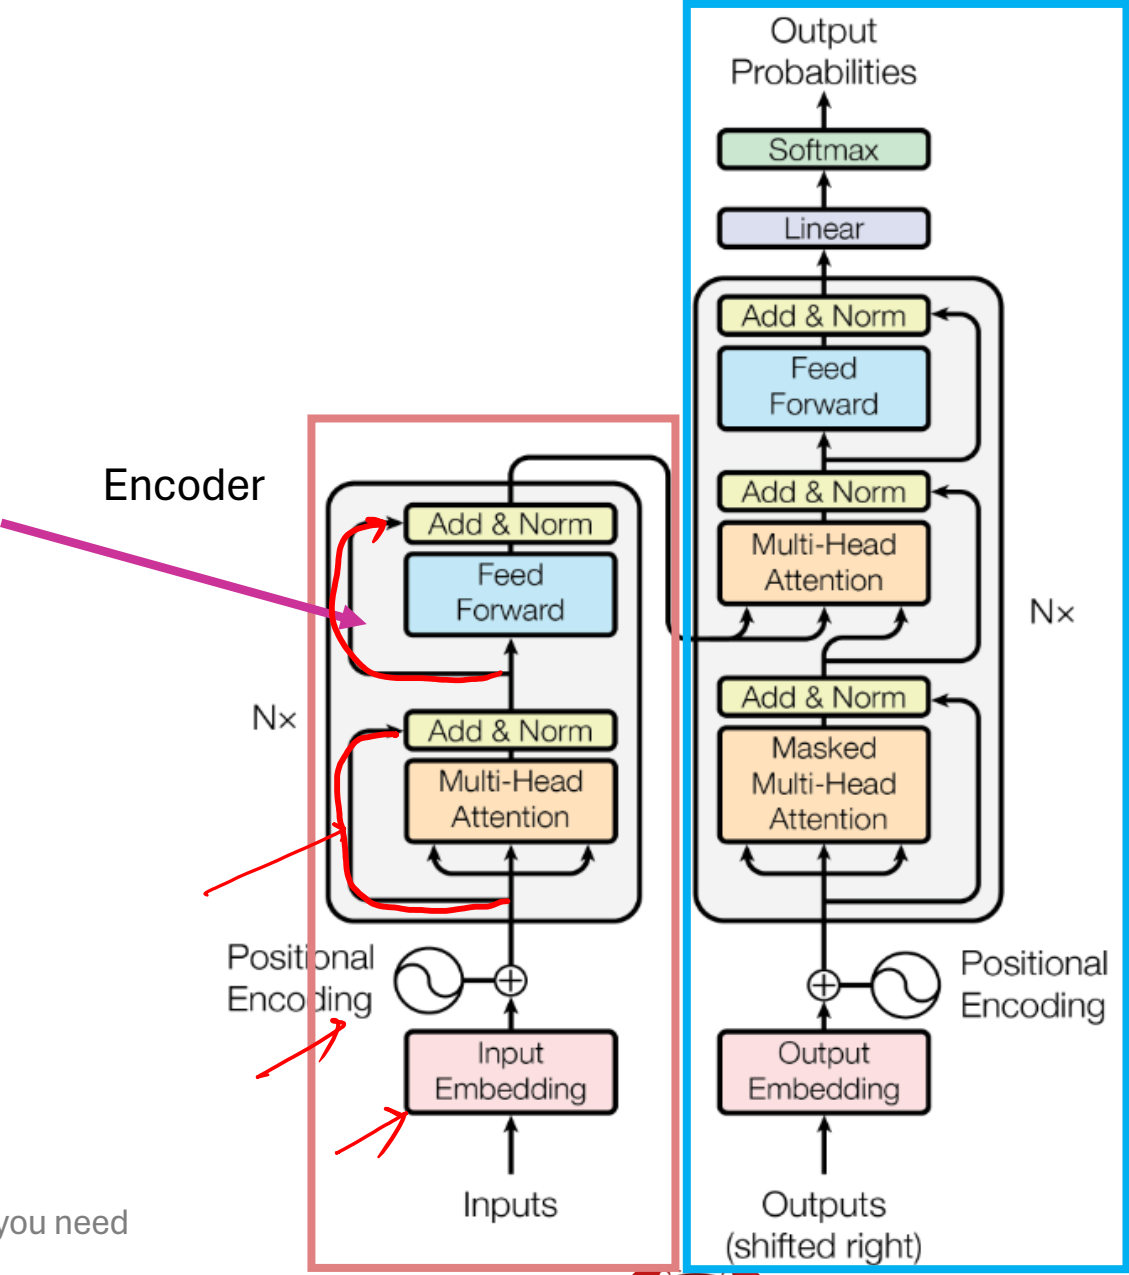 Output
Probabilities
Softmax
Linear
Add & Norm
Feed
Forward
Add & Norm
Multi-Head
Attention
Nx
Add & Norm
Masked
Multi-Head
Attention
Positional
Encoding
Output
Embedding
Outputs
(shifted right)
Encoder
Add & Norm
Feed
Forward
Nx
Add & Norm
Multi-Head
Attention
Positional
Encoding
Input
Embedding
Inputs
you need